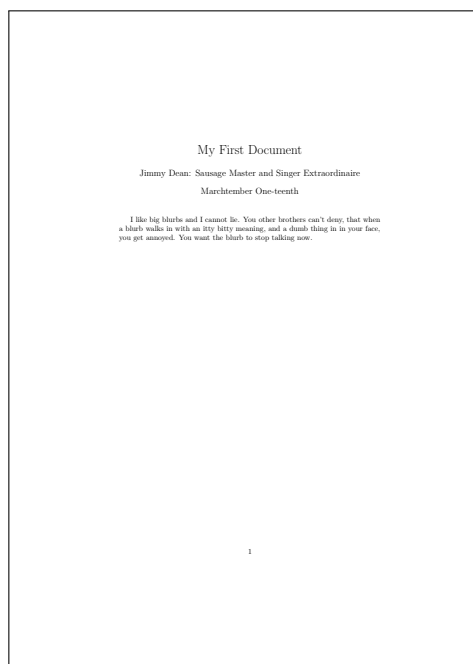 My First Document
Jimmy Dean: Sausage Master and Singer Extraordinaire
Marchtember One-teenth
I like big blurbs and I cannot lie. You other brothers can't deny, that when
a blurb walks in with an itty bitty meaning, and a dumb thing in in your face,
you get annoyed. You want the blurb to stop talking now.
1